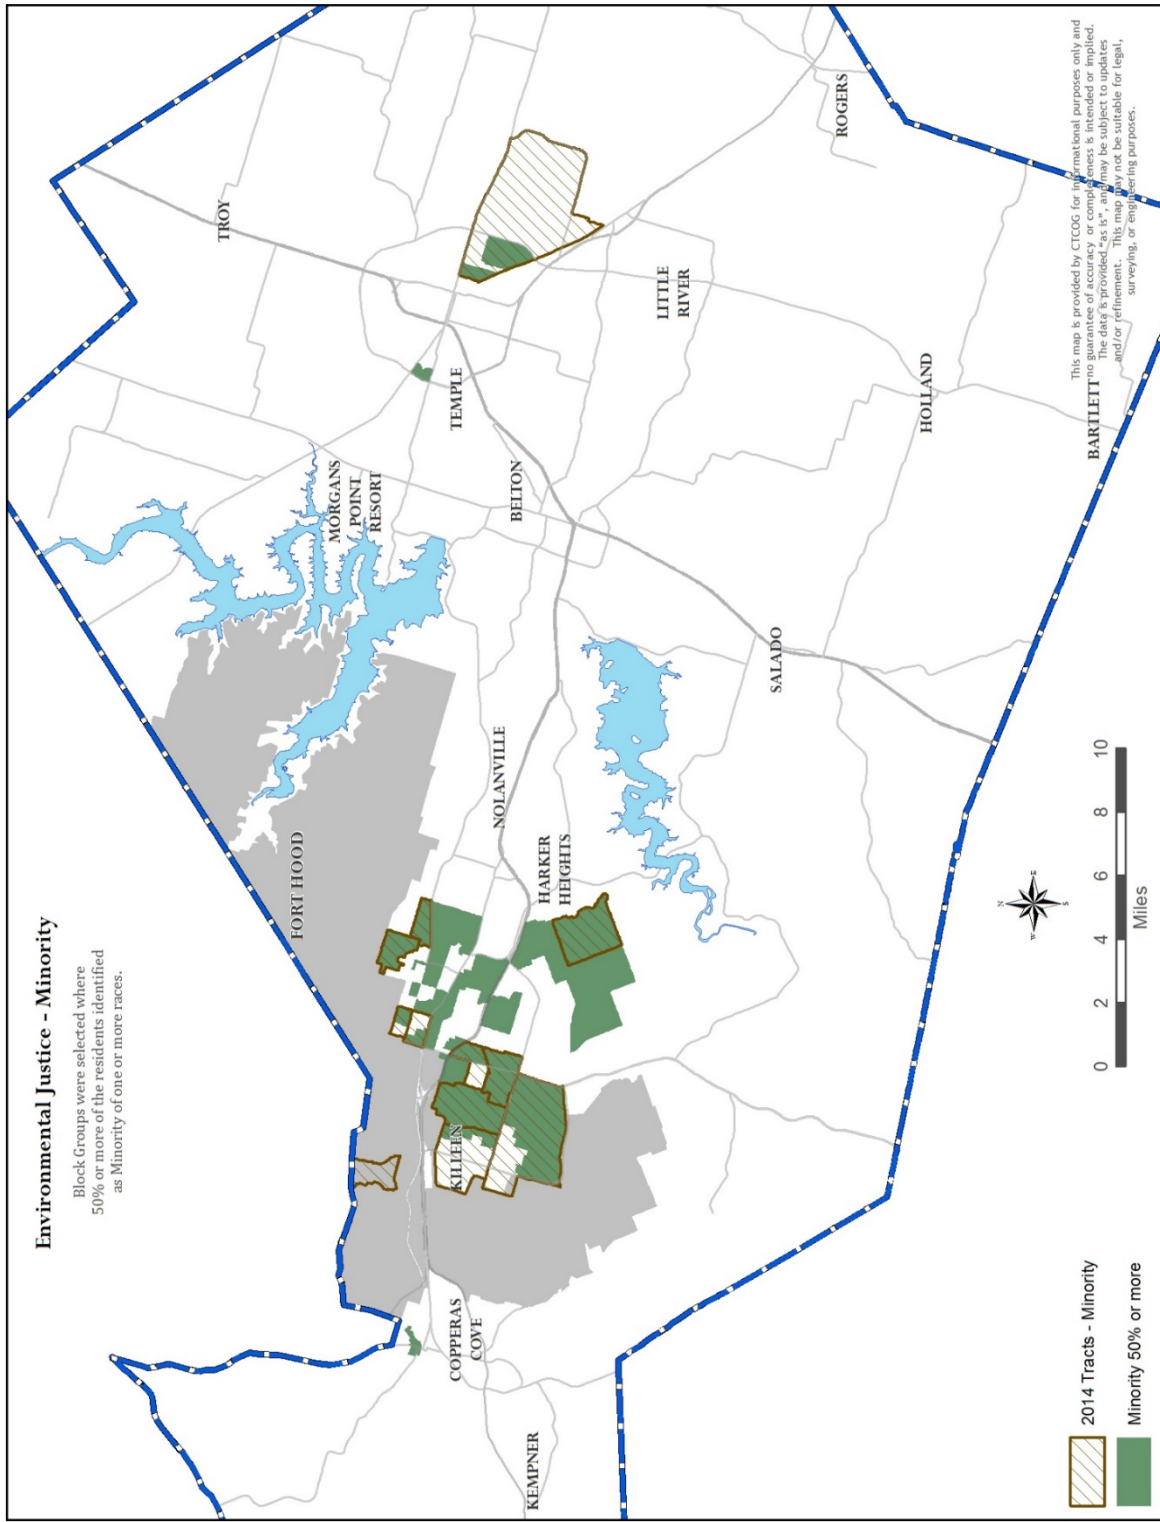 Environmental Justice - Minority
Block Groups were selected where
50% or more of the residents identified
as Minority of one or more races.
FORT HOOD
MORGANS
POINT
RESORT
TROY
TEMPLE
BELTON
NOLANVILLE
HARKER
HEIGHTS
KILLEEN
COPPERAS
COVE
KEMPNER
LITTLE
RIVER
ROGERS
SALADO
HOLLAND
BARTLETT
N
E
S
W
0 2 4 6 8 10
Miles
2014 Tracts - Minority
Minority 50% or more
This map is provided by CTCOG for informational purposes only and
no guarantee of accuracy or completeness is intended or implied.
The data is provided "as is", and may be subject to updates
and/or refinement. This map may not be suitable for legal,
surveying, or engineering purposes.